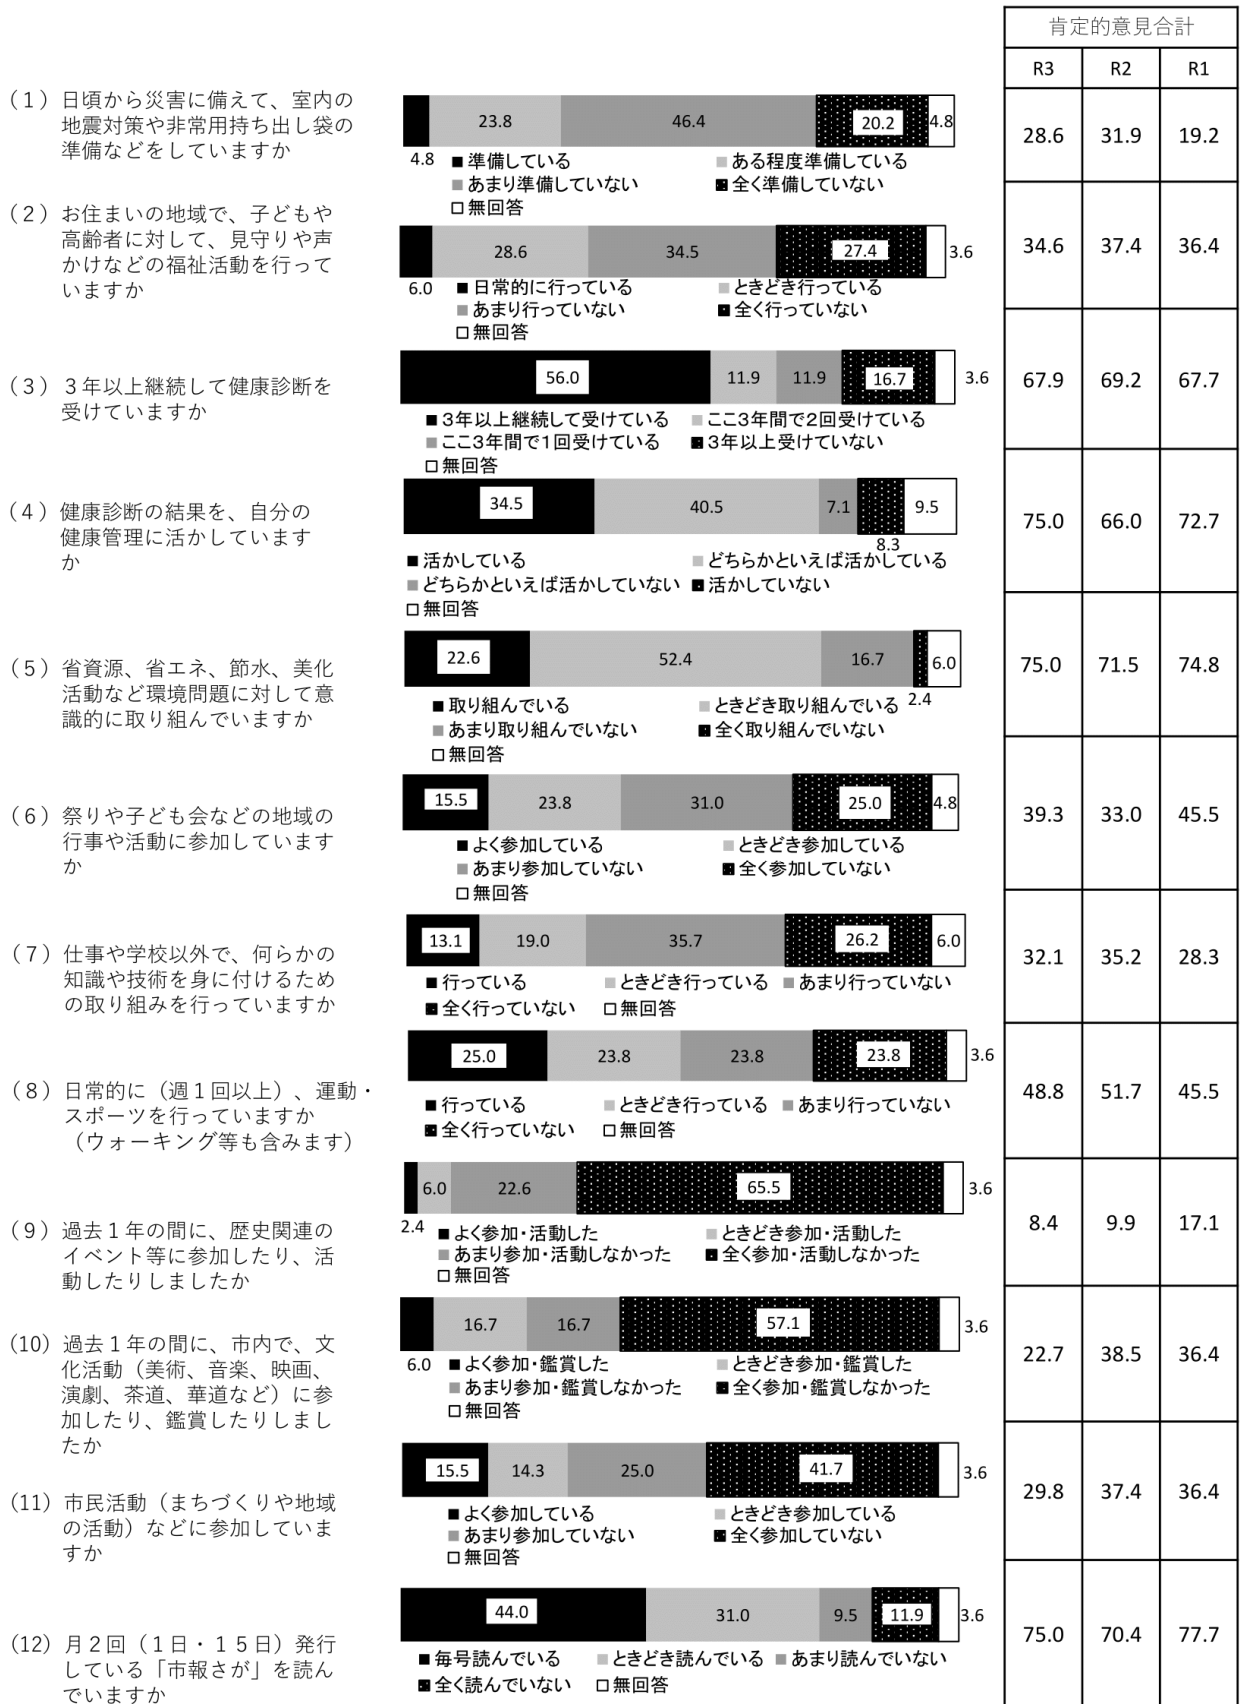 肯定的意見合計
R3 R2 R1
（1）日頃から災害に備えて、室内の
地震対策や非常用持ち出し袋の
準備などをしていますか
23.8 46.4 20.2 4.8
4.8
■準備している ■ある程度準備している
■あまり準備していない ■全く準備していない
□無回答
28.6 31.9 19.2
（2）お住まいの地域で、子どもや
高齢者に対して、見守りや声
かけなどの福祉活動を行って
いますか
28.6 34.5 27.4 3.6
6.0
■日常的に行っている ■ときどき行っている
■あまり行っていない ■全く行っていない
□無回答
34.6 37.4 36.4
（3）３年以上継続して健康診断を
受けていますか
56.0 11.9 11.9 16.7 3.6
■3年以上継続して受けている ■ここ3年間で2回受けている
■ここ3年間で1回受けている ■3年以上受けていない
□無回答
67.9 69.2 67.7
（4）健康診断の結果を、自分の
健康管理に活かしています
か
34.5 40.5 7.1 9.5
8.3
■活かしている ■どちらかといえば活かしている
■どちらかといえば活かしていない ■活かしていない
□無回答
75.0 66.0 72.7
（5）省資源、省エネ、節水、美化
活動など環境問題に対して意
識的に取り組んでいますか
22.6 52.4 16.7 6.0
2.4
■取り組んでいる ■ときどき取り組んでいる
■あまり取り組んでいない ■全く取り組んでいない
□無回答
75.0 71.5 74.8
（6）祭りや子ども会などの地域の
行事や活動に参加しています
か
15.5 23.8 31.0 25.0 4.8
■よく参加している ■ときどき参加している
■あまり参加していない ■全く参加していない
□無回答
39.3 33.0 45.5
（7）仕事や学校以外で、何らかの
知識や技術を身に付けるため
の取り組みを行っていますか
13.1 19.0 35.7 26.2 6.0
■行っている ■ときどき行っている ■あまり行っていない
■全く行っていない □無回答
32.1 35.2 28.3
（8）日常的に（週１回以上）、運動・
スポーツを行っていますか
（ウォーキング等も含みます）
25.0 23.8 23.8 23.8 3.6
■行っている ■ときどき行っている ■あまり行っていない
■全く行っていない □無回答
48.8 51.7 45.5
（9）過去１年の間に、歴史関連の
イベント等に参加したり、活
動したりしましたか
6.0 22.6 65.5 3.6
2.4
■よく参加・活動した ■ときどき参加・活動した
■あまり参加・活動しなかった ■全く参加・活動しなかった
□無回答
8.4 9.9 17.1
（10）過去１年の間に、市内で、文
化活動（美術、音楽、映画、
演劇、茶道、華道など）に参
加したり、鑑賞したりしまし
たか
16.7 16.7 57.1 3.6
6.0
■よく参加・鑑賞した ■ときどき参加・鑑賞した
■あまり参加・鑑賞しなかった ■全く参加・鑑賞しなかった
□無回答
22.7 38.5 36.4
（11）市民活動（まちづくりや地域
の活動）などに参加していま
すか
15.5 14.3 25.0 41.7 3.6
■よく参加している ■ときどき参加している
■あまり参加していない ■全く参加していない
□無回答
29.8 37.4 36.4
（12）月２回（１日・１５日）発行
している「市報さが」を読ん
でいますか
44.0 31.0 9.5 11.9 3.6
■毎号読んでいる ■ときどき読んでいる ■あまり読んでいない
■全く読んでいない □無回答
75.0 70.4 77.7